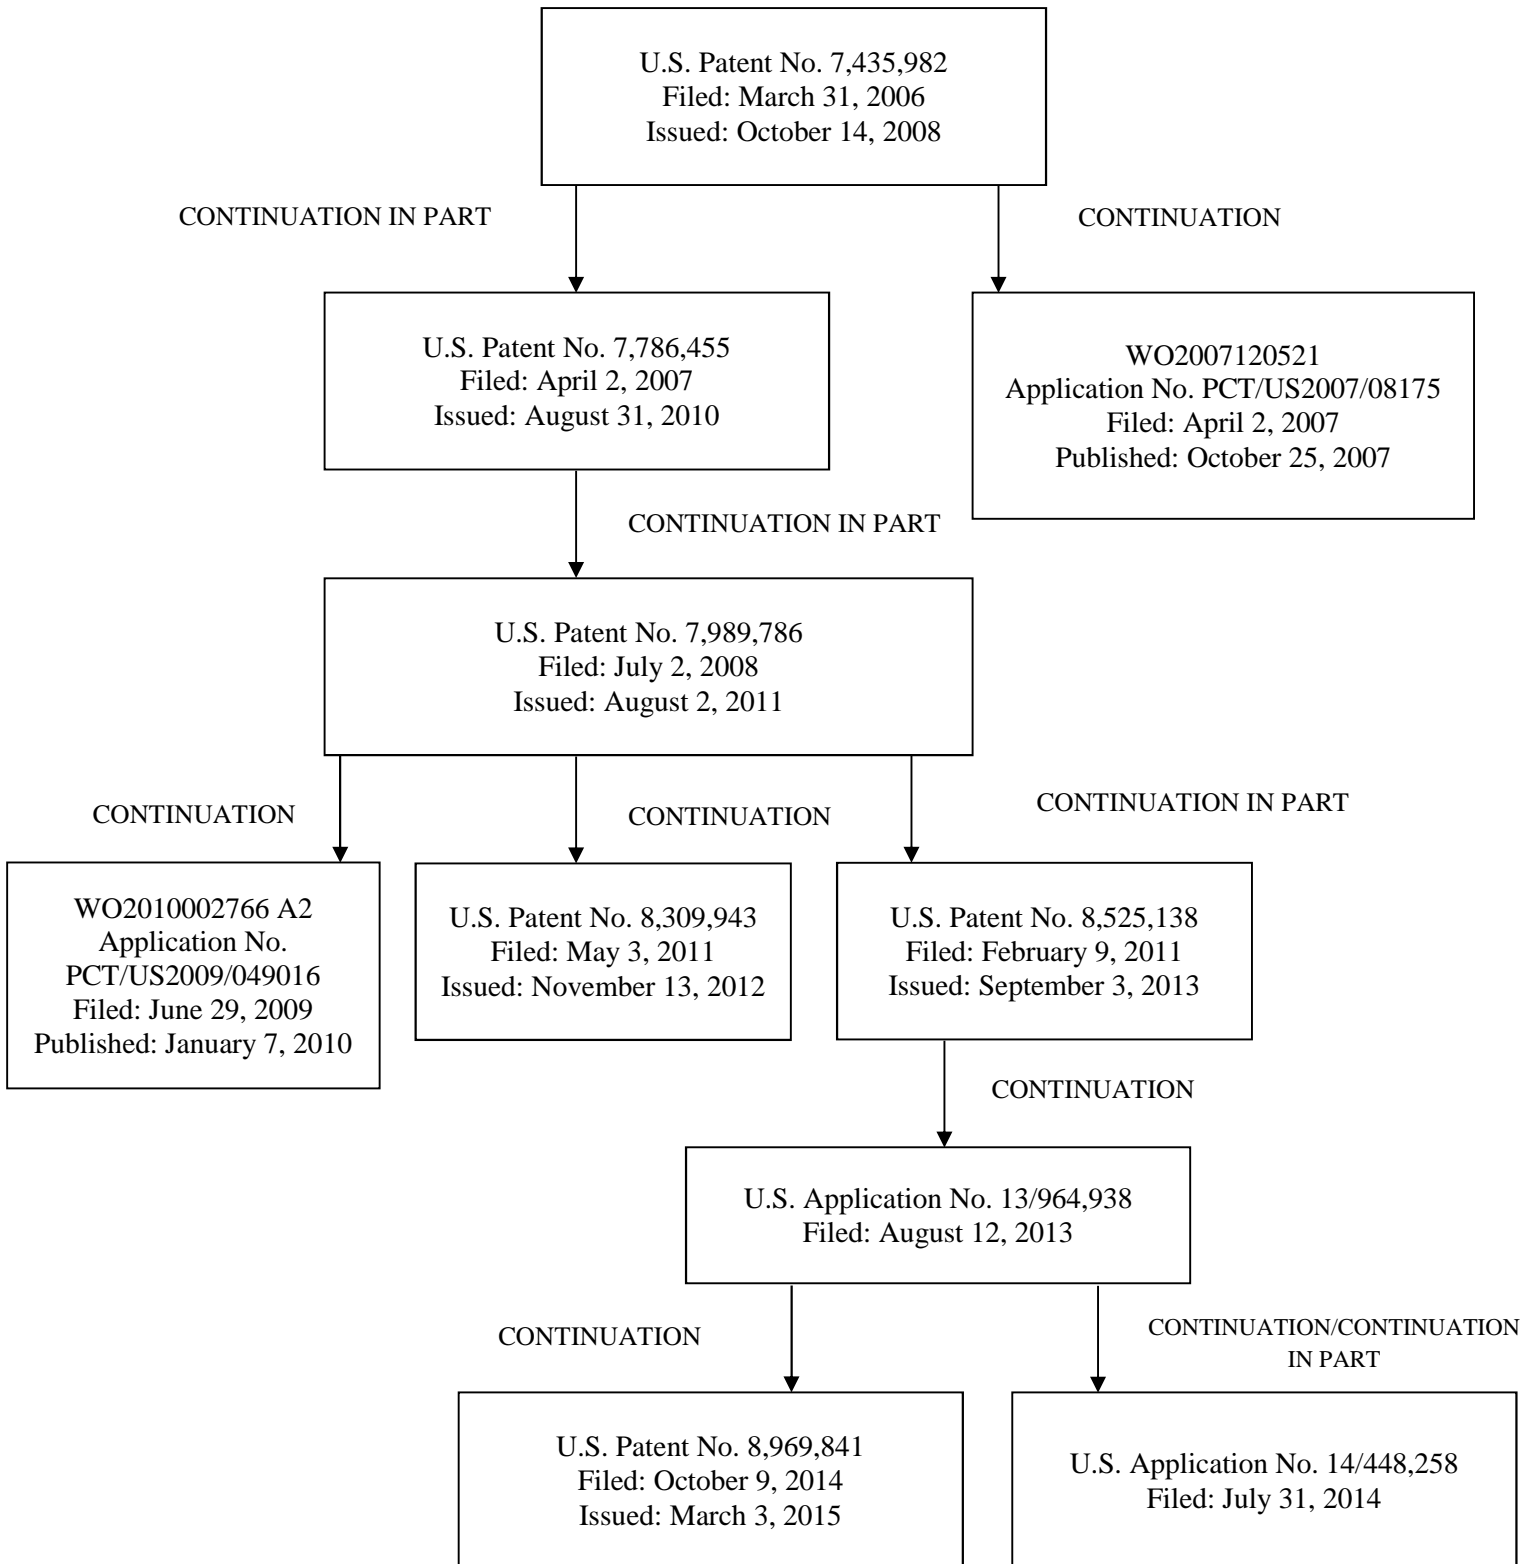 U.S. Patent No. 7,435,982
Filed: March 31, 2006
Issued: October 14, 2008
CONTINUATION IN PART
CONTINUATION
U.S. Patent No. 7,786,455
Filed: April 2, 2007
Issued: August 31, 2010
WO2007120521
Application No. PCT/US2007/08175
Filed: April 2, 2007
Published: October 25, 2007
CONTINUATION IN PART
U.S. Patent No. 7,989,786
Filed: July 2, 2008
Issued: August 2, 2011
CONTINUATION
CONTINUATION
CONTINUATION IN PART
WO2010002766 A2
Application No.
PCT/US2009/049016
Filed: June 29, 2009
Published: January 7, 2010
U.S. Patent No. 8,309,943
Filed: May 3, 2011
Issued: November 13, 2012
U.S. Patent No. 8,525,138
Filed: February 9, 2011
Issued: September 3, 2013
CONTINUATION
U.S. Application No. 13/964,938
Filed: August 12, 2013
CONTINUATION
CONTINUATION/CONTINUATION
IN PART
U.S. Patent No. 8,969,841
Filed: October 9, 2014
Issued: March 3, 2015
U.S. Application No. 14/448,258
Filed: July 31, 2014